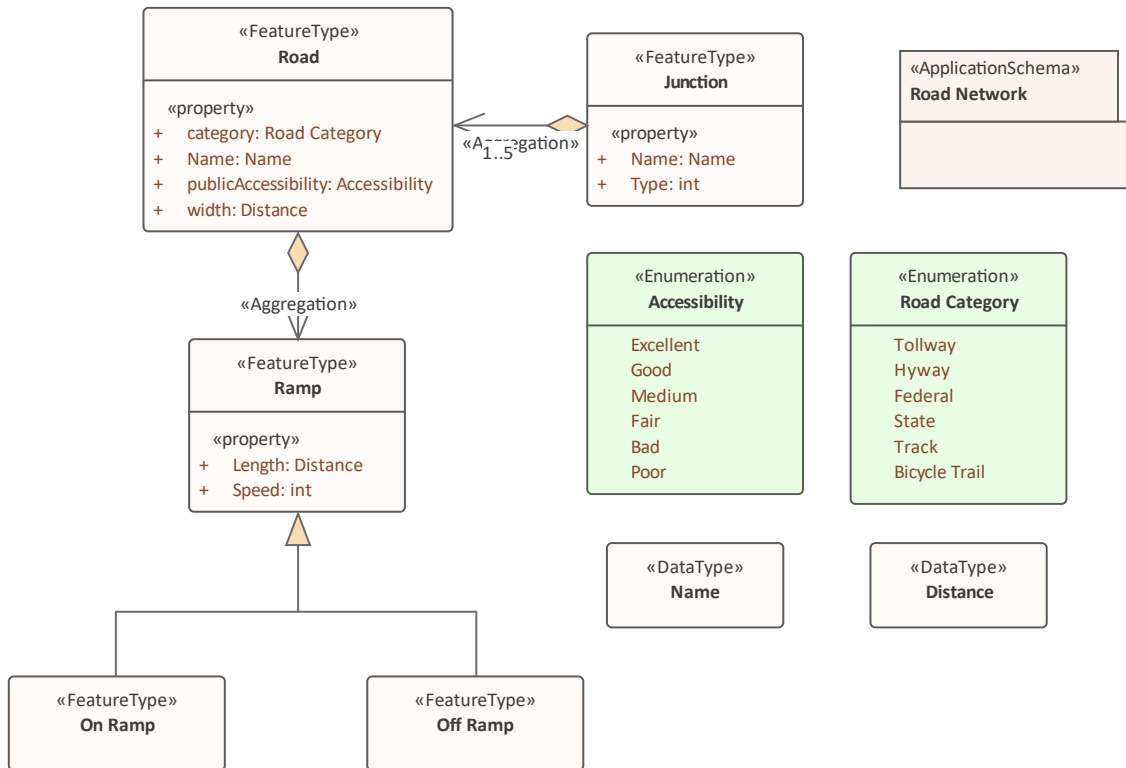 «FeatureType»
Road
«property»
+ category: Road Category
+ Name: Name
+ publicAccessibility: Accessibility
+ width: Distance
«Aggregation»
1..5
«FeatureType»
Junction
«property»
+ Name: Name
+ Type: int
«ApplicationSchema»
Road Network
«Aggregation»
«FeatureType»
Ramp
«property»
+ Length: Distance
+ Speed: int
«Enumeration»
Accessibility
Excellent
Good
Medium
Fair
Bad
Poor
«Enumeration»
Road Category
Tollway
Hyway
Federal
State
Track
Bicycle Trail
«DataType»
Name
«DataType»
Distance
«FeatureType»
On Ramp
«FeatureType»
Off Ramp